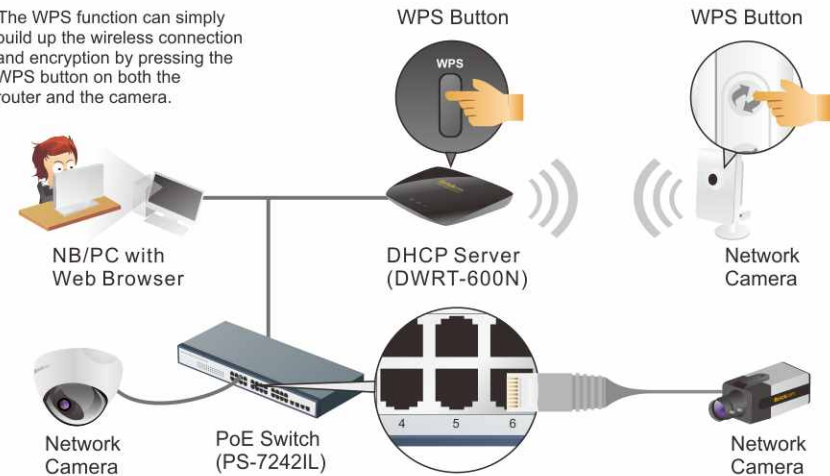 The WPS function can simply
build up the wireless connection
and encryption by pressing the
WPS button on both the
router and the camera.
WPS Button
WPS Button
WPS
NB/PC with
Web Browser
DHCP Server
(DWRT-600N)
Network
Camera
4 5 6
Network
Camera
PoE Switch
(PS-7242IL)
Network
Camera